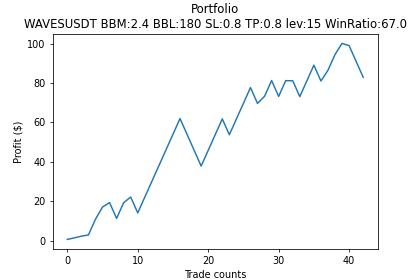 Portfolio
WAVESUSDT BBM:2.4 BBL:180 SL:0.8 TP:0.8 lev:15 WinRatio:67.0
100
80
60
40
20
0
Profit ($)
0 10 20 30 40
Trade counts